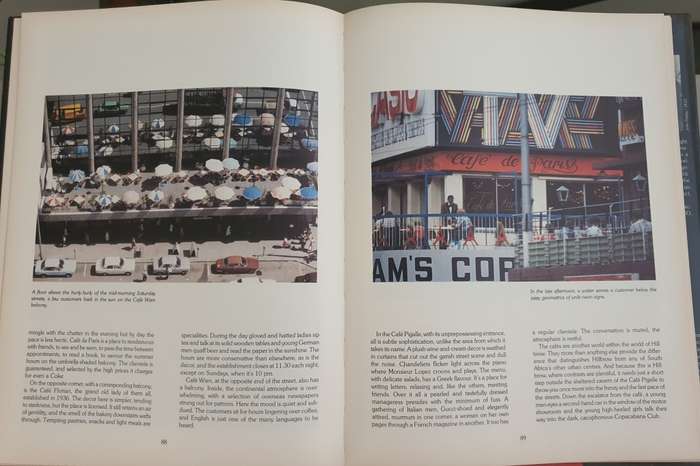 A floor above the hurly-burly of the mid-morning Saturday
streets, a few customers bask in the sun on the Café Wien
balcony.
mingle with the chatter in the evening but by day the
pace is less hectic. Café de Paris is a place to rendezvous
with friends, to see and be seen, to pass the time between
appointments, to read a book, to savour the summer
hours on the umbrella-shaded balcony. The clientele is
guaranteed, and selected by the high prices it charges
for even a Coke.
On the opposite corner, with a corresponding balcony,
is the Café Florian, the grand old lady of them all,
established in 1936. The decor here is simpler, tending
to starkness, but the place is licensed. It still retains an air
of gentility, and the smell of the bakery downstairs wafts
through. Tempting pastries, snacks and light meals are
88
specialities. During the day gloved and hatted ladies sip
tea and talk at its solid wooden tables and young German
men quaff beer and read the paper in the sunshine. The
hours are more conservative than elsewhere, as is the
decor, and the establishment closes at 11.30 each night,
except on Sundays, when it's 10 pm.
Café Wien, at the opposite end of the street, also has
a balcony. Inside, the continental atmosphere is over-
whelming, with a selection of overseas newspapers
strung out for patrons. Here the mood is quiet and sub-
dued. The customers sit for hours lingering over coffee,
and English is just one of the many languages to be
heard.
VIVA
Café de Paris
AM'S COR
In the late afternoon, a waiter serves a customer below the
geometrics of unlit neon signs.
In the Café Pigalle, with its unprepossessing entrance,
all is subtle sophistication, unlike the area from which it
takes its name. A plush wine and cream decor is swathed
in curtains that cut out the garish street scene and dull
the noise. Chandeliers flicker light across the piano
where Monsieur Lopez croons and plays. The menu,
with delicate salads, has a Greek flavour. It's a place for
writing letters, relaxing and, like the others, meeting
friends. Over it all a pearled and tastefully dressed
manageress presides with the minimum of fuss. A
gathering of Italian men, Gucci-shoed and elegantly
attired, murmurs in one corner, a woman on her own
pages through a French magazine in another. It too has
a regular clientele. The conversation is muted, the
atmosphere is restful.
The cafés are another world within the world of Hill-
brow. They more than anything else provide the differ-
ence that distinguishes Hillbrow from any of South
Africa's other urban centres. And because this is Hill-
brow, where contrasts are plentiful, it needs just a short
step outside the sheltered cavern of the Café Pigalle to
throw you once more into the frenzy and the fast pace of
the streets. Down the escalator from the café, a young
man eyes a second-hand car in the window of the motor
showroom and the young high-heeled girls talk their
way into the dark, cacophonous Copacabana Club.
89